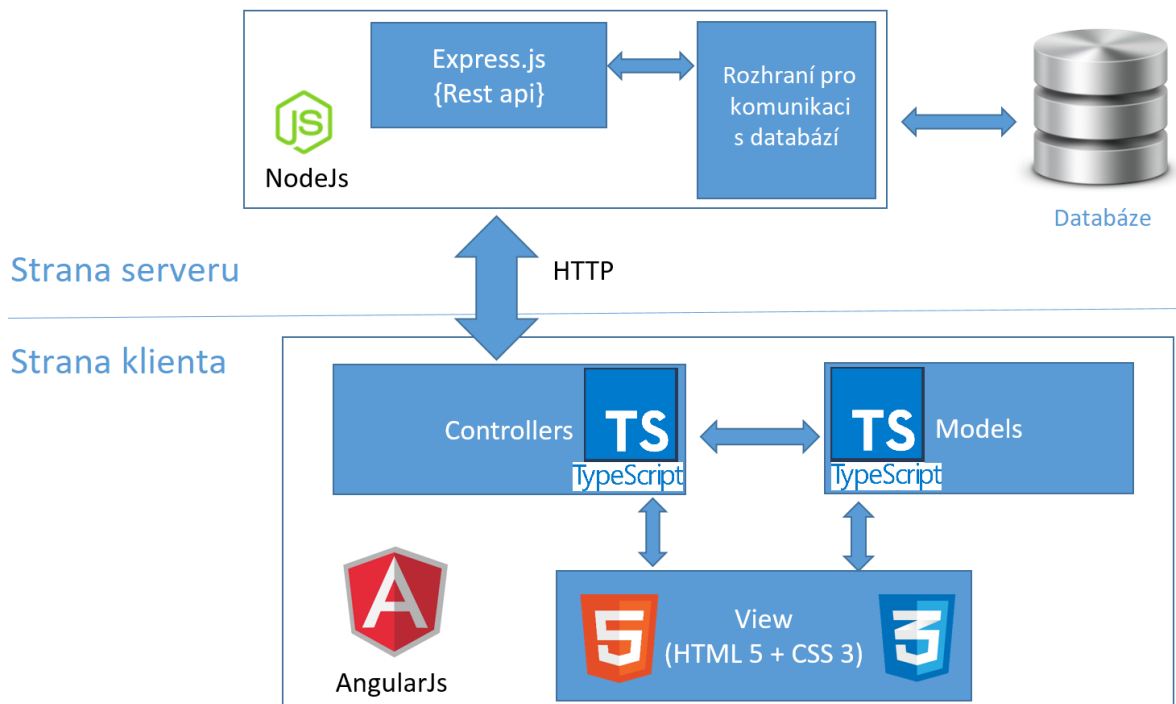 Express.js
{Rest api}
Rozhraní pro
komunikaci
s databází
JS
NodeJs
Databáze
Strana serveru
HTTP
Strana klienta
Controllers
TS
TypeScript
TS
TypeScript
Models
A
AngularJs
5
View
(HTML 5 + CSS 3)
3